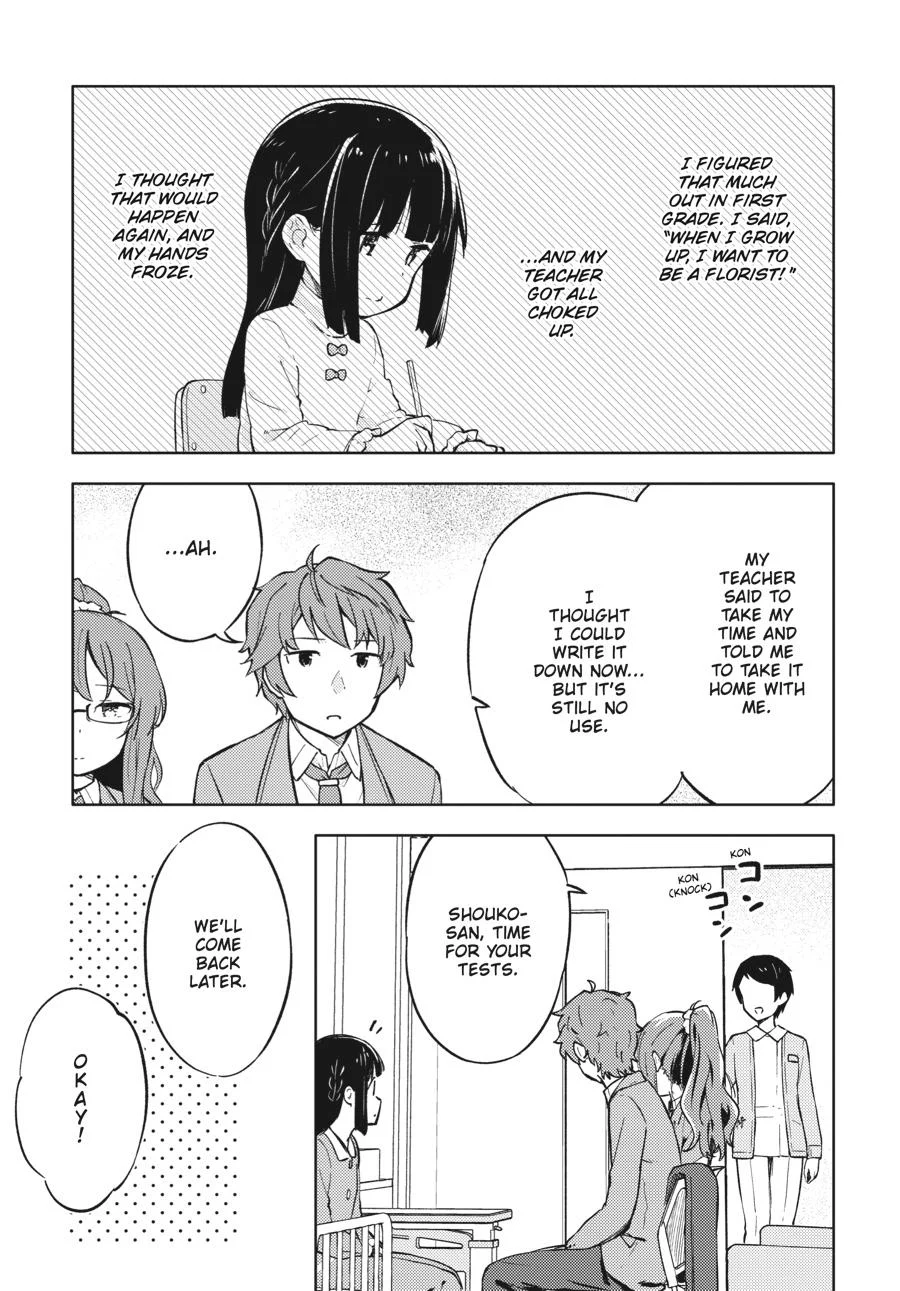 I FIGURED
THAT MUCH
OUT IN FIRST
GRADE. I SAID,
"WHEN I GROW
UP, I WANT TO
BE A FLORIST!"
...AND MY
TEACHER
GOT ALL
CHOKED
UP.
I THOUGHT
THAT WOULD
HAPPEN
AGAIN, AND
MY HANDS
FROZE.
MY
TEACHER
SAID TO
TAKE MY
TIME AND
TOLD ME
TO TAKE IT
HOME WITH
ME.
I
THOUGHT
I COULD
WRITE IT
DOWN NOW...
BUT IT'S
STILL NO
USE.
...AH.
KON
コ
KON
(KNOCK)
コン
SHOUKO-
SAN, TIME
FOR YOUR
TESTS.
WE'LL
COME
BACK
LATER.
OKAY!